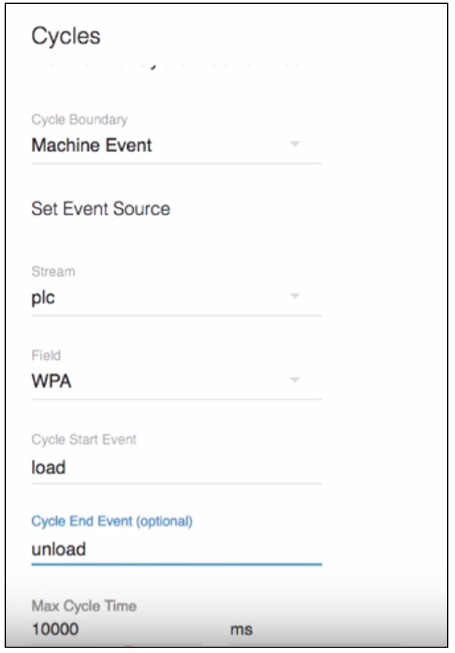 Cycles
Cycle Boundary
Machine Event
Set Event Source
Stream
plc
Field
WPA
Cycle Start Event
load
Cycle End Event (optional)
unload
Max Cycle Time
10000 ms